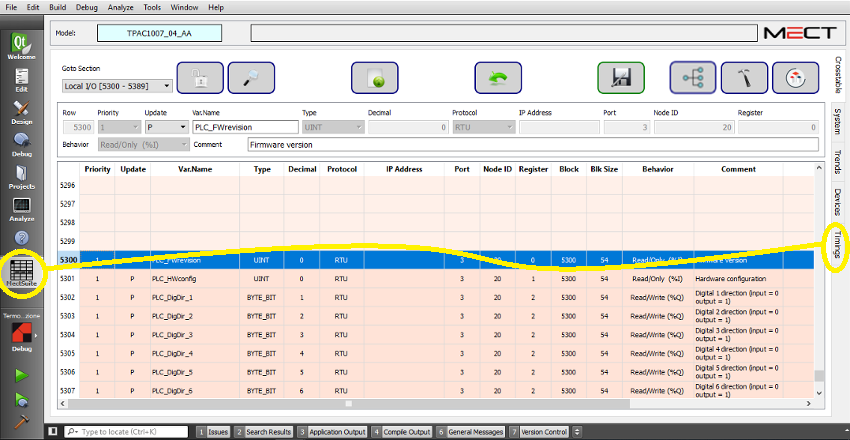 File Edit Build Debug Analyze Tools Window Help
Model: TPAC1007_04_AA MECT
Qt
Welcome
Edit
Design
Debug
Projects
Analyze
?
MectSuite
Termo...zione
Debug
Goto Section
Local I/O [5300 - 5389]
Row Priority Update Var.Name Type Decimal Protocol IP Address Port Node ID Register
5300 1 P PLC_FWrevision UINT 0 RTU 3 20 0
Behavior Read/Only (%I) Comment Firmware version
Priority Update Var.Name Type Decimal Protocol IP Address Port Node ID Register Block Blk Size Behavior Comment
5296
5297
5298
5299
5300 1 PLC_FWrevision UINT 0 RTU 20 0 5300 54 Read/Only (%I) Firmware version
5301 1 P PLC_HWconfig UINT 0 RTU 3 20 1 5300 54 Read/Only (%I) Hardware configuration
5302 1 P PLC_DigDir_1 BYTE_BIT 1 RTU 3 20 2 5300 54 Read/Write (%Q) Digital 1 direction (input = 0 output = 1)
5303 1 P PLC_DigDir_2 BYTE_BIT 2 RTU 3 20 2 5300 54 Read/Write (%Q) Digital 2 direction (input = 0 output = 1)
5304 1 P PLC_DigDir_3 BYTE_BIT 3 RTU 3 20 2 5300 54 Read/Write (%Q) Digital 3 direction (input = 0 output = 1)
5305 1 P PLC_DigDir_4 BYTE_BIT 4 RTU 3 20 2 5300 54 Read/Write (%Q) Digital 4 direction (input = 0 output = 1)
5306 1 P PLC_DigDir_5 BYTE_BIT 5 RTU 3 20 2 5300 54 Read/Write (%Q) Digital 5 direction (input = 0 output = 1)
5307 1 P PLC_DigDir_6 BYTE_BIT 6 RTU 3 20 2 5300 54 Read/Write (%Q) Digital 6 direction (input = 0 output = 1)
Crosstable
System
Trends
Devices
Timings
Type to locate (Ctrl+K) 1 Issues 2 Search Results 3 Application Output 4 Compile Output 6 General Messages 7 Version Control